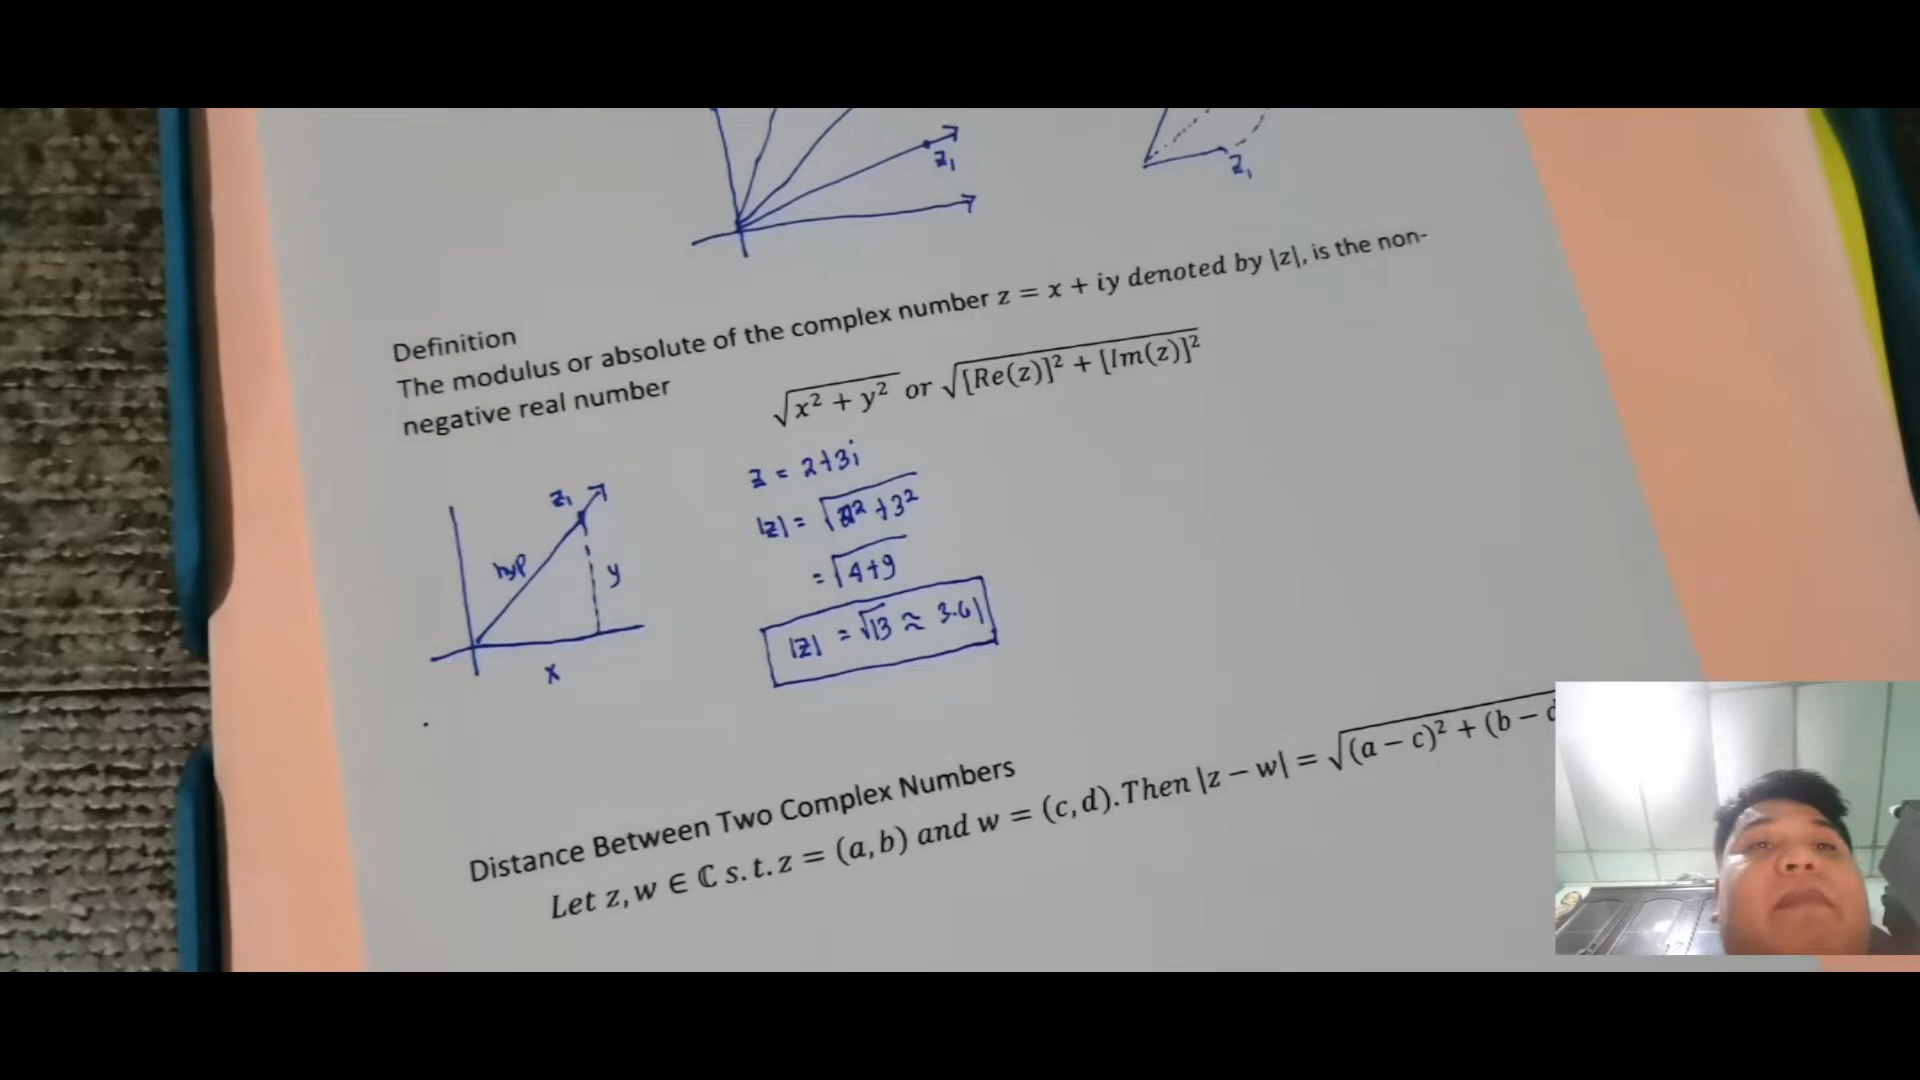 z₁
z₁
Definition
The modulus or absolute of the complex number z = x + iy denoted by |z|, is the non-
negative real number
√x² + y² or √[Re(z)]² + [Im(z)]²
z = 2+3i
|z| = √2² + 3²
= √4+9
|z| = √13 ≈ 3.61
z₁
hyp
y
x
Distance Between Two Complex Numbers
Let z, w ∈ ℂ s.t. z = (a, b) and w = (c, d). Then |z − w| = √(a − c)² + (b −